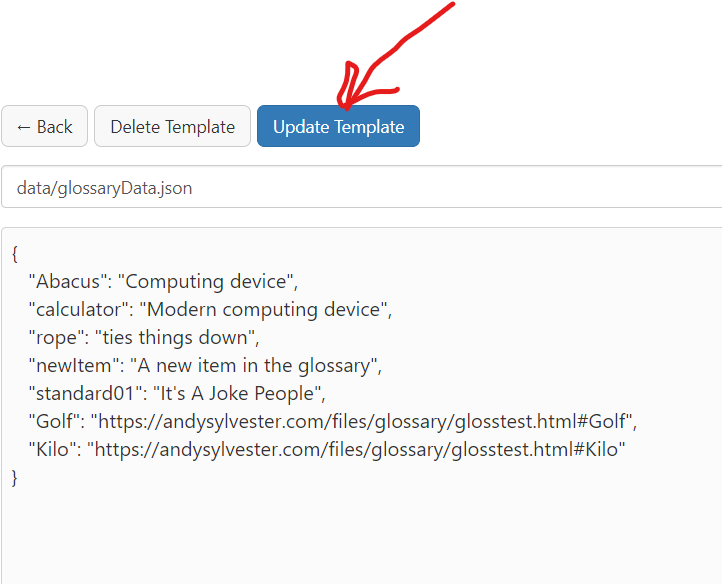 ← Back Delete Template Update Template
data/glossaryData.json
{
"Abacus": "Computing device",
"calculator": "Modern computing device",
"rope": "ties things down",
"newItem": "A new item in the glossary",
"standard01": "It's A Joke People",
"Golf": "https://andysylvester.com/files/glossary/glosstest.html#Golf",
"Kilo": "https://andysylvester.com/files/glossary/glosstest.html#Kilo"
}